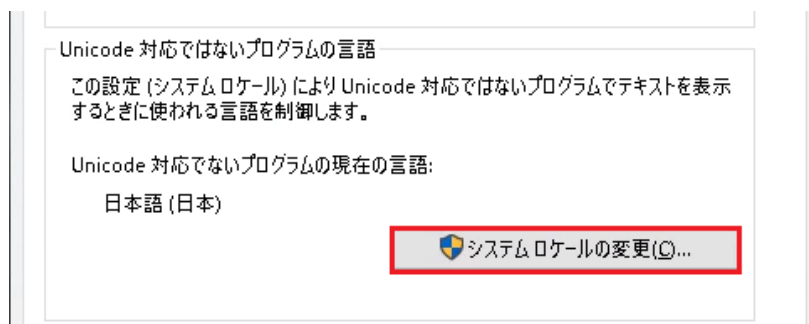 Unicode 対応ではないプログラムの言語
この設定 (システム ロケール) により Unicode 対応ではないプログラムでテキストを表示
するときに使われる言語を制御します。
Unicode 対応でないプログラムの現在の言語:
日本語 (日本)
システム ロケールの変更(C)...